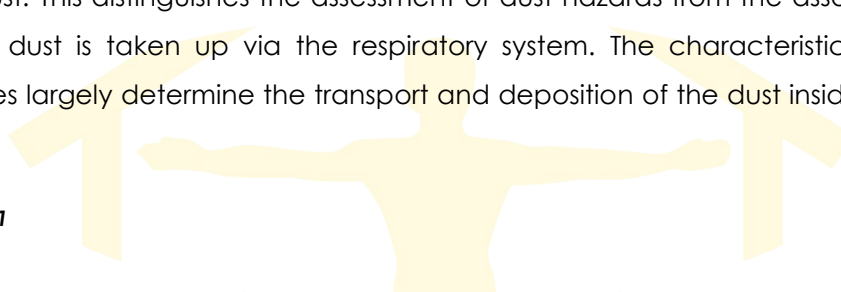 ust. This distinguishes the assessment of dust hazards from the asse
dust is taken up via the respiratory system. The characteristic
es largely determine the transport and deposition of the dust insid